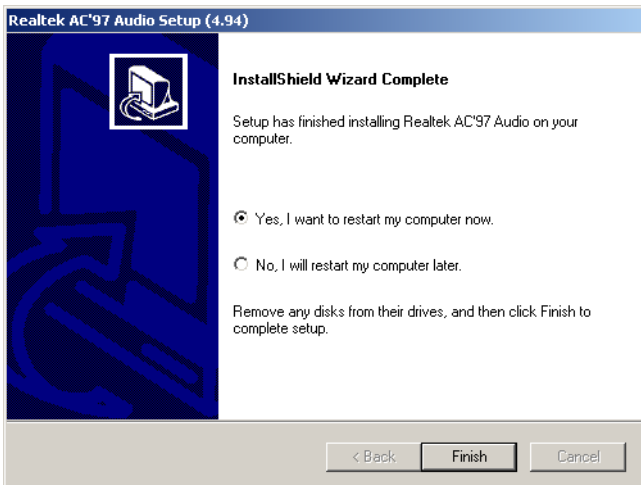 Realtek AC'97 Audio Setup (4.94)
InstallShield Wizard Complete
Setup has finished installing Realtek AC'97 Audio on your
computer.
Yes, I want to restart my computer now.
No, I will restart my computer later.
Remove any disks from their drives, and then click Finish to
complete setup.
< Back Finish Cancel